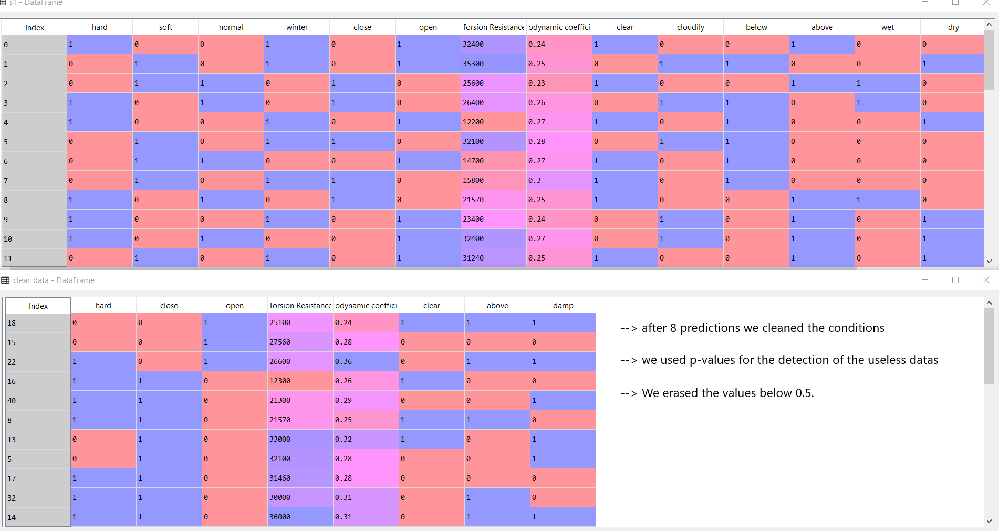 s1 - DataFrame
Index hard soft normal winter close open Torsion Resistance odynamic coeffici clear cloudily below above wet dry
0 1 0 0 1 0 1 32400 0.24 1 0 0 1 0 0
1 0 1 0 1 0 1 35300 0.25 0 1 1 0 0 1
2 0 1 1 0 1 0 25600 0.23 1 0 0 1 1 0
3 1 0 1 0 1 0 26400 0.26 0 1 1 0 1 0
4 1 0 0 1 0 1 12200 0.27 1 0 1 0 0 1
5 0 1 0 1 1 0 32100 0.28 0 1 1 0 0 0
6 0 1 1 0 0 1 14700 0.27 1 0 1 0 0 0
7 0 1 0 1 1 0 15800 0.3 1 0 1 0 0 0
8 1 0 1 0 1 0 21570 0.25 1 0 0 1 1 0
9 1 0 0 1 0 1 23400 0.24 0 1 0 1 0 1
10 1 0 1 0 0 1 32400 0.27 0 1 0 1 0 1
11 0 1 0 1 0 1 31240 0.25 1 0 0 1 0 1
clear_data - DataFrame
Index hard close open Torsion Resistance odynamic coeffici clear above damp
18 0 0 1 25100 0.24 1 1 1
15 0 0 1 27560 0.28 0 0 0
22 1 0 1 26600 0.36 0 1 1
16 1 1 0 12300 0.26 1 0 0
40 1 1 0 21300 0.29 0 0 1
8 1 1 0 21570 0.25 1 1 0
13 0 1 0 33000 0.32 1 0 1
5 0 1 0 32100 0.28 0 0 1
17 1 1 0 31460 0.28 0 0 0
32 1 1 0 30000 0.31 0 1 0
14 1 1 0 36000 0.31 0 1 1
--> after 8 predictions we cleaned the conditions
--> we used p-values for the detection of the useless datas
--> We erased the values below 0.5.